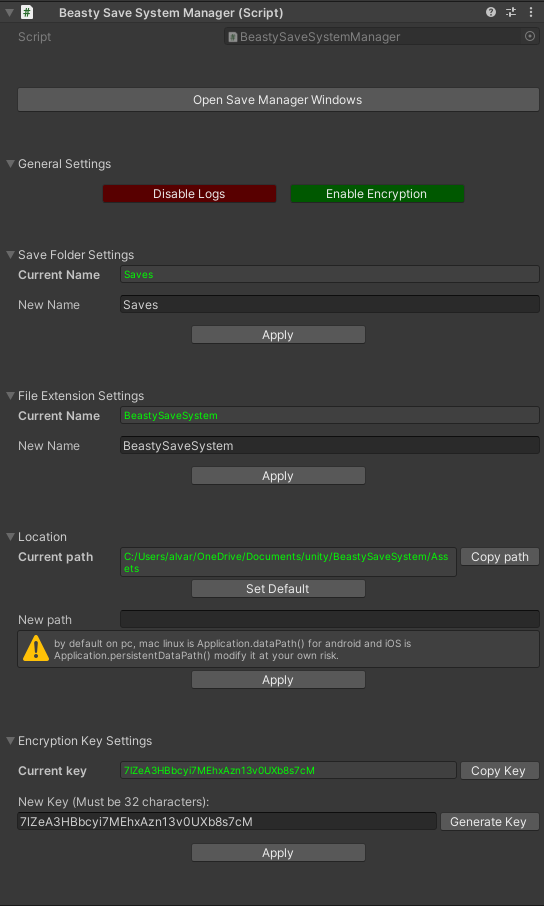 Beasty Save System Manager (Script)
Script
BeastySaveSystemManager
Open Save Manager Windows
General Settings
Disable Logs
Enable Encryption
Save Folder Settings
Current Name
Saves
New Name
Saves
Apply
File Extension Settings
Current Name
BeastySaveSystem
New Name
BeastySaveSystem
Apply
Location
Current path
C:/Users/alvar/OneDrive/Documents/unity/BeastySaveSystem/Ass
ets
Copy path
Set Default
New path
by default on pc, mac linux is Application.dataPath() for android and iOS is
Application.persistentDataPath() modify it at your own risk.
Apply
Encryption Key Settings
Current key
7IZeA3HBbcyi7MEhxAzn13v0UXb8s7cM
Copy Key
New Key (Must be 32 characters):
7IZeA3HBbcyi7MEhxAzn13v0UXb8s7cM
Generate Key
Apply